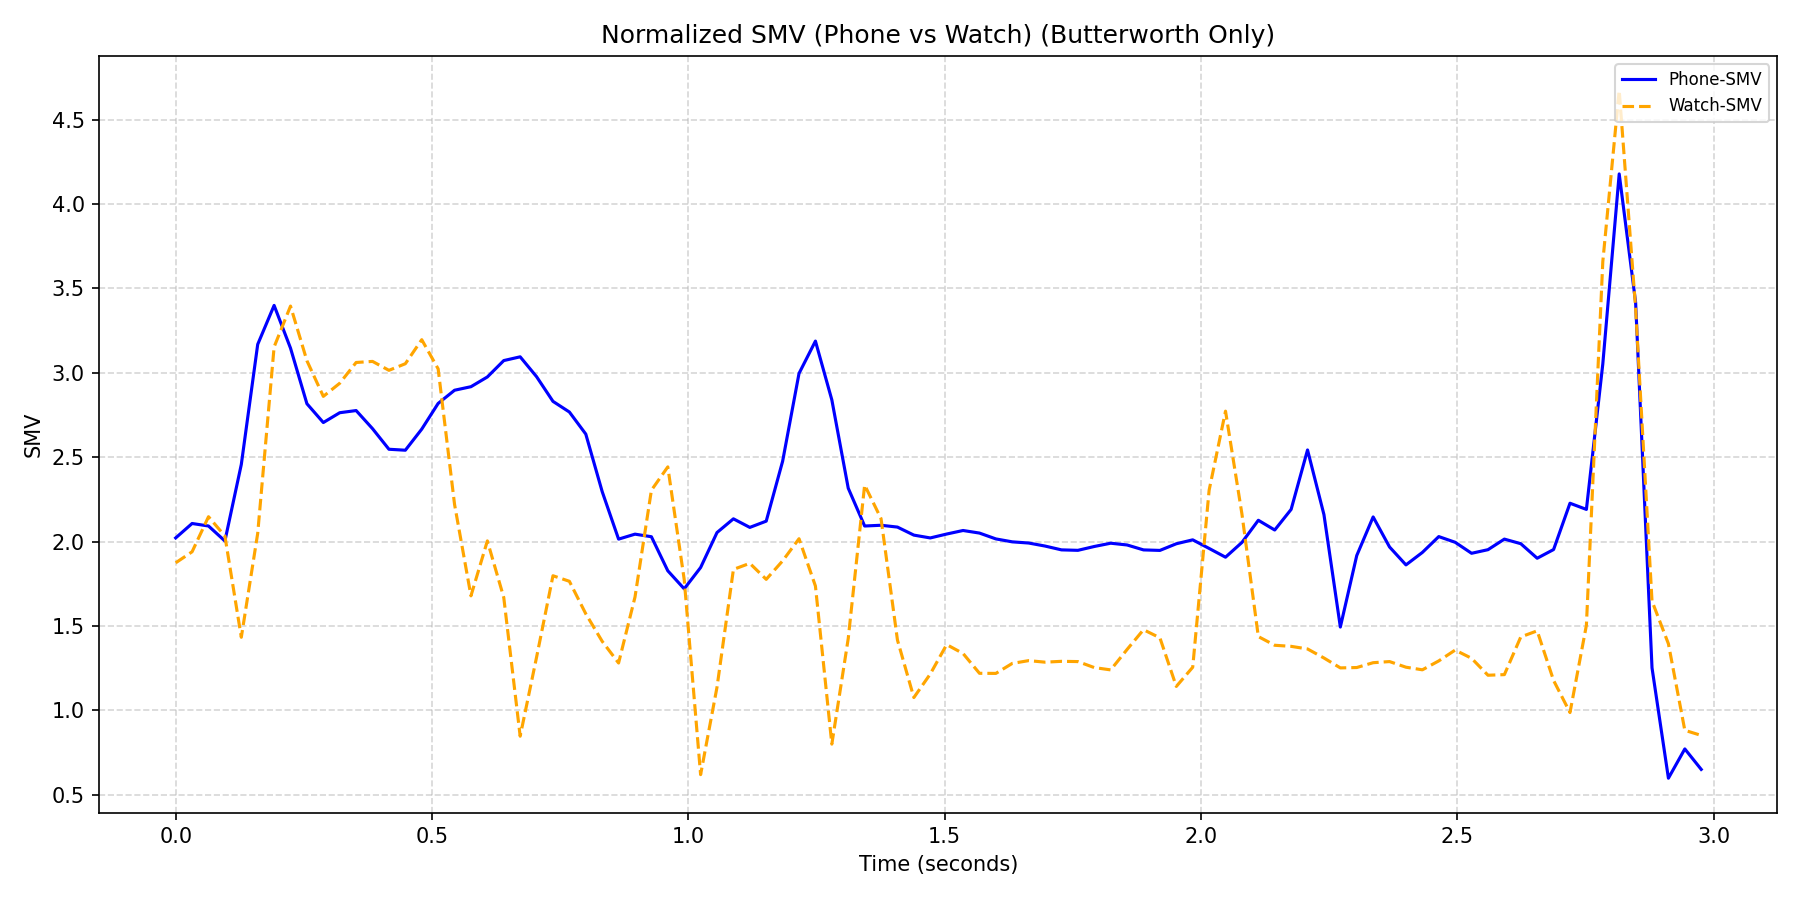 Normalized SMV (Phone vs Watch) (Butterworth Only)
Phone-SMV
Watch-SMV
4.5
4.0
3.5
3.0
2.5
2.0
1.5
1.0
0.5
SMV
0.0 0.5 1.0 1.5 2.0 2.5 3.0
Time (seconds)